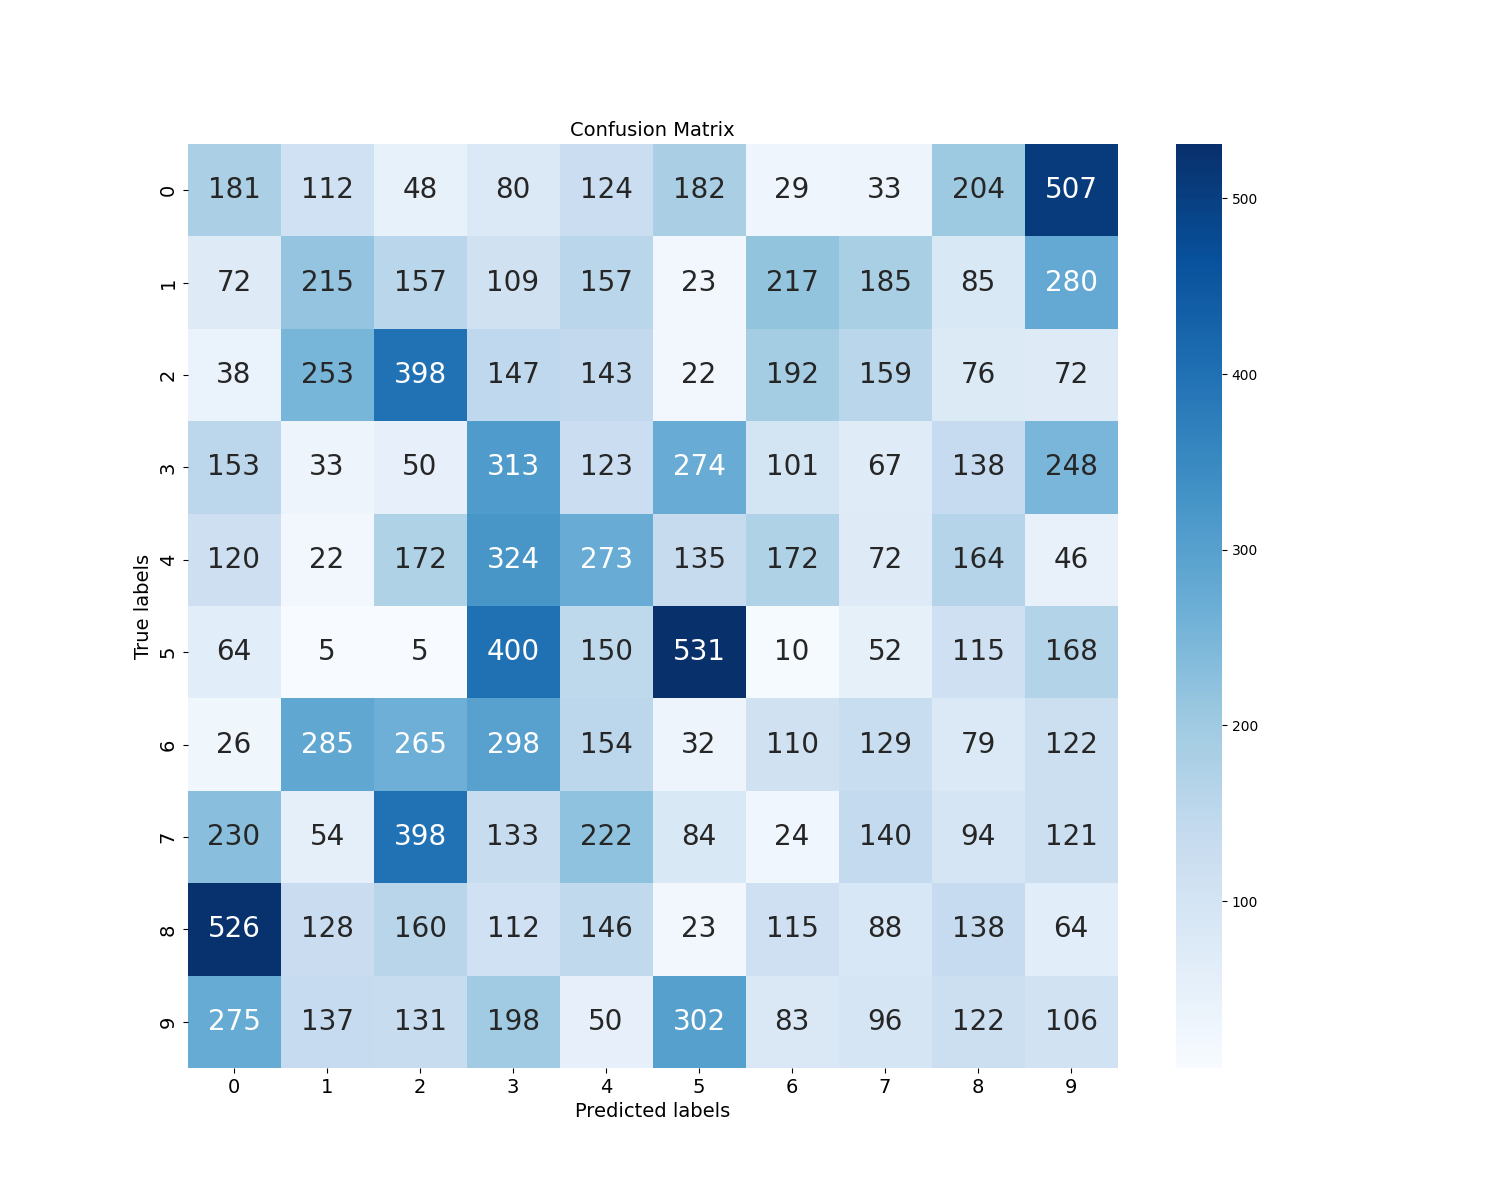 Confusion Matrix
0 181 112 48 80 124 182 29 33 204 507
1 72 215 157 109 157 23 217 185 85 280
2 38 253 398 147 143 22 192 159 76 72
3 153 33 50 313 123 274 101 67 138 248
4 120 22 172 324 273 135 172 72 164 46
5 64 5 5 400 150 531 10 52 115 168
6 26 285 265 298 154 32 110 129 79 122
7 230 54 398 133 222 84 24 140 94 121
8 526 128 160 112 146 23 115 88 138 64
9 275 137 131 198 50 302 83 96 122 106
0 1 2 3 4 5 6 7 8 9
Predicted labels
True labels
500
400
300
200
100